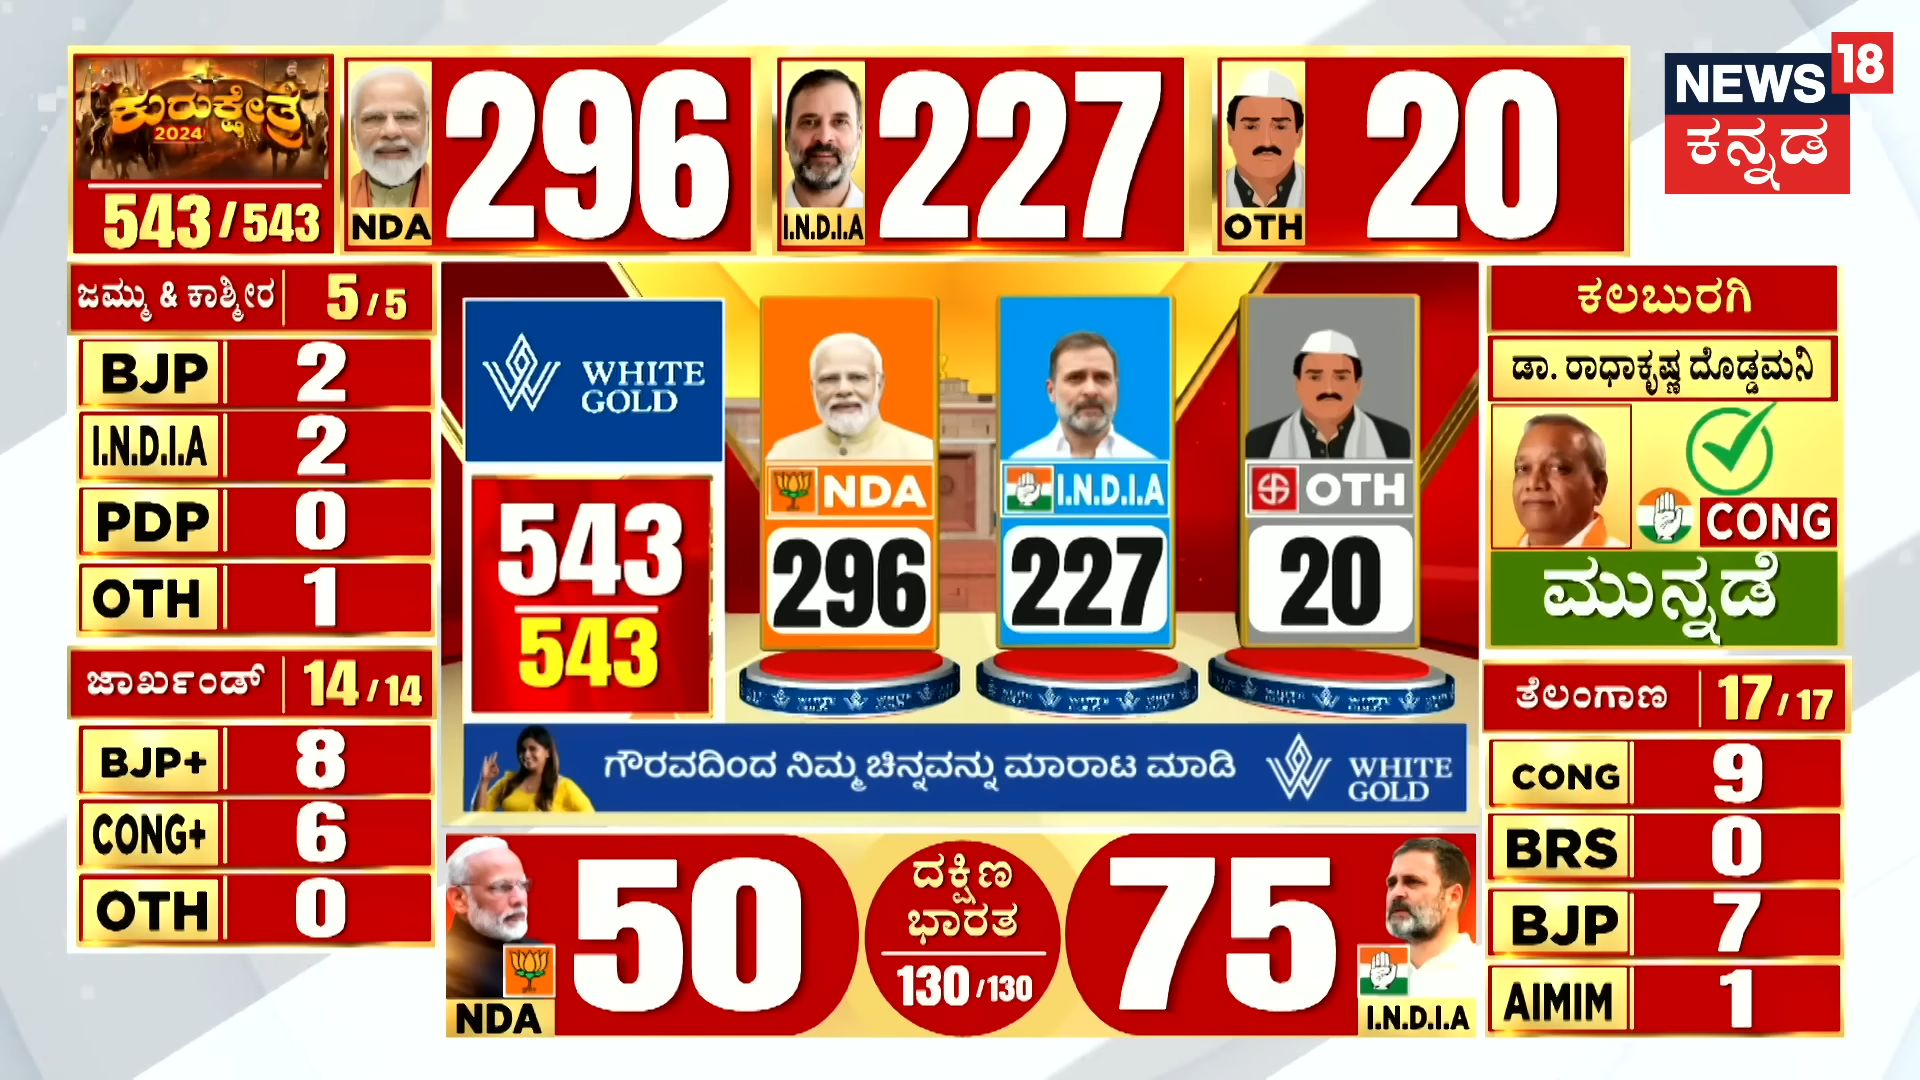 ಕುರುಕ್ಷೇತ್ರ
2024
543/543
NDA
296
I.N.D.I.A
227
OTH
20
NEWS 18
ಕನ್ನಡ
ಜಮ್ಮು & ಕಾಶ್ಮೀರ 5/5
BJP 2
I.N.D.I.A 2
PDP 0
OTH 1
ಜಾರ್ಖಂಡ್ 14/14
BJP+ 8
CONG+ 6
OTH 0
WHITE
GOLD
543
543
NDA
296
I.N.D.I.A
227
OTH
20
ಗೌರವದಿಂದ ನಿಮ್ಮ ಚಿನ್ನವನ್ನು ಮಾರಾಟ ಮಾಡಿ
WHITE
GOLD
50
NDA
ದಕ್ಷಿಣ
ಭಾರತ
130/130
75
I.N.D.I.A
ಕಲಬುರಗಿ
ಡಾ. ರಾಧಾಕೃಷ್ಣ ದೊಡ್ಡಮನಿ
CONG
ಮುನ್ನಡೆ
ತೆಲಂಗಾಣ 17/17
CONG 9
BRS 0
BJP 7
AIMIM 1